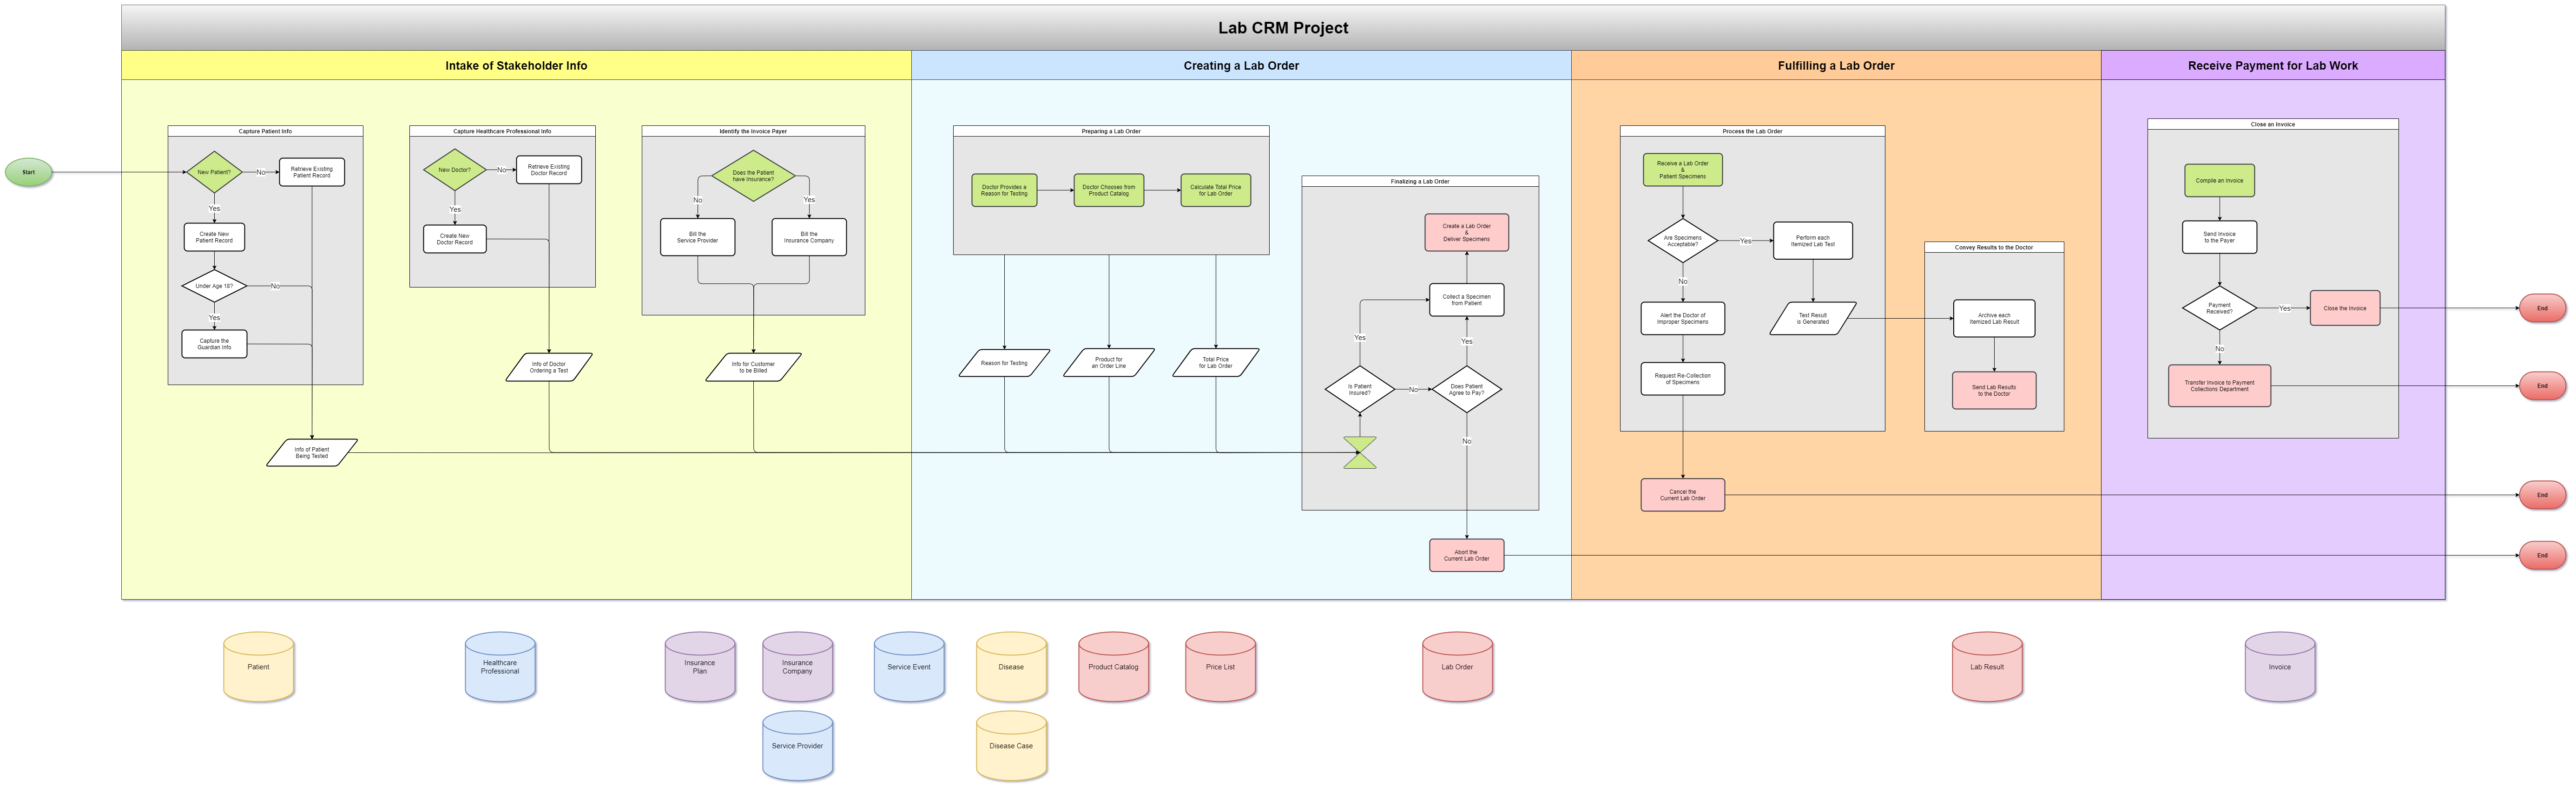 Lab CRM Project
Intake of Stakeholder Info
Creating a Lab Order
Fulfilling a Lab Order
Receive Payment for Lab Work
Start
Capture Patient Info
New Patient?
No
Retrieve Existing
Patient Record
Yes
Create New
Patient Record
Under Age 18?
No
Yes
Capture the
Guardian Info
Info of Patient
Being Tested
Capture Healthcare Professional Info
New Doctor?
No
Retrieve Existing
Doctor Record
Yes
Create New
Doctor Record
Info of Doctor
Ordering a Test
Identify the Invoice Payer
Does the Patient
have Insurance?
No
Yes
Bill the
Service Provider
Bill the
Insurance Company
Info for Customer
to be Billed
Preparing a Lab Order
Doctor Provides a
Reason for Testing
Doctor Chooses from
Product Catalog
Calculate Total Price
for Lab Order
Reason for Testing
Product for
an Order Line
Total Price
for Lab Order
Finalizing a Lab Order
Create a Lab Order
&
Deliver Specimens
Collect a Specimen
from Patient
Yes
Yes
Is Patient
Insured?
No
Does Patient
Agree to Pay?
No
Abort the
Current Lab Order
Process the Lab Order
Receive a Lab Order
&
Patient Specimens
Are Specimens
Acceptable?
Yes
Perform each
Itemized Lab Test
No
Alert the Doctor of
Improper Specimens
Test Result
is Generated
Request Re-Collection
of Specimens
Cancel the
Current Lab Order
Convey Results to the Doctor
Archive each
Itemized Lab Result
Send Lab Results
to the Doctor
Close an Invoice
Compile an Invoice
Send Invoice
to the Payer
Payment
Received?
Yes
Close the Invoice
No
Transfer Invoice to Payment
Collections Department
End
End
End
End
Patient
Healthcare
Professional
Insurance
Plan
Insurance
Company
Service Event
Disease
Product Catalog
Price List
Lab Order
Lab Result
Invoice
Service Provider
Disease Case